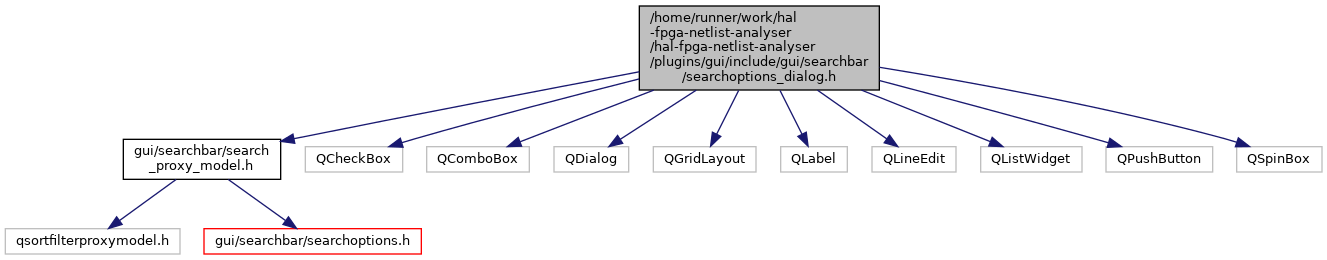 /home/runner/work/hal
-fpga-netlist-analyser
/hal-fpga-netlist-analyser
/plugins/gui/include/gui/searchbar
/searchoptions_dialog.h
gui/searchbar/search
_proxy_model.h
QCheckBox
QComboBox
QDialog
QGridLayout
QLabel
QLineEdit
QListWidget
QPushButton
QSpinBox
qsortfilterproxymodel.h
gui/searchbar/searchoptions.h